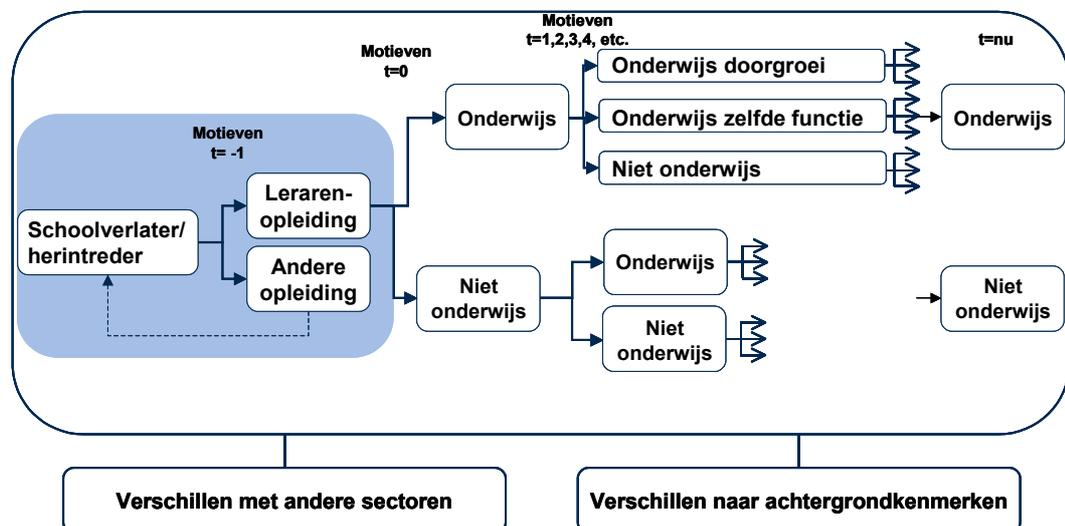 Motieven
t=1,2,3,4, etc.
Motieven
t=0
t=nu
Onderwijs doorgroei
Onderwijs
Onderwijs zelfde functie
Onderwijs
Niet onderwijs
Motieven
t= -1
Leraren-
opleiding
Schoolverlater/
herintreder
Andere
opleiding
Niet
onderwijs
Onderwijs
Niet
onderwijs
Niet
onderwijs
Verschillen met andere sectoren
Verschillen naar achtergrondkenmerken